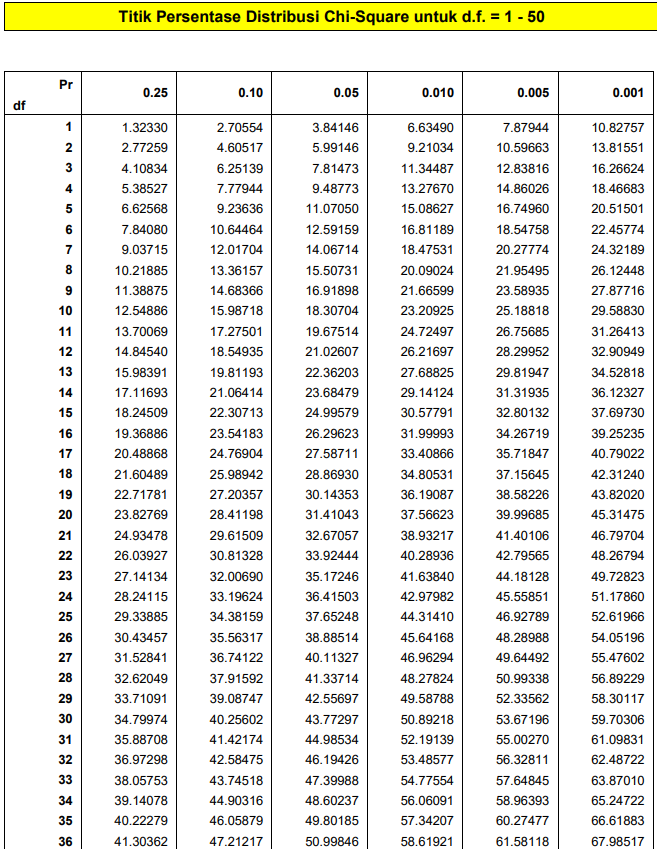 Titik Persentase Distribusi Chi-Square untuk d.f. = 1 - 50
Pr
df 0.25 0.10 0.05 0.010 0.005 0.001
1 1.32330 2.70554 3.84146 6.63490 7.87944 10.82757
2 2.77259 4.60517 5.99146 9.21034 10.59663 13.81551
3 4.10834 6.25139 7.81473 11.34487 12.83816 16.26624
4 5.38527 7.77944 9.48773 13.27670 14.86026 18.46683
5 6.62568 9.23636 11.07050 15.08627 16.74960 20.51501
6 7.84080 10.64464 12.59159 16.81189 18.54758 22.45774
7 9.03715 12.01704 14.06714 18.47531 20.27774 24.32189
8 10.21885 13.36157 15.50731 20.09024 21.95495 26.12448
9 11.38875 14.68366 16.91898 21.66599 23.58935 27.87716
10 12.54886 15.98718 18.30704 23.20925 25.18818 29.58830
11 13.70069 17.27501 19.67514 24.72497 26.75685 31.26413
12 14.84540 18.54935 21.02607 26.21697 28.29952 32.90949
13 15.98391 19.81193 22.36203 27.68825 29.81947 34.52818
14 17.11693 21.06414 23.68479 29.14124 31.31935 36.12327
15 18.24509 22.30713 24.99579 30.57791 32.80132 37.69730
16 19.36886 23.54183 26.29623 31.99993 34.26719 39.25235
17 20.48868 24.76904 27.58711 33.40866 35.71847 40.79022
18 21.60489 25.98942 28.86930 34.80531 37.15645 42.31240
19 22.71781 27.20357 30.14353 36.19087 38.58226 43.82020
20 23.82769 28.41198 31.41043 37.56623 39.99685 45.31475
21 24.93478 29.61509 32.67057 38.93217 41.40106 46.79704
22 26.03927 30.81328 33.92444 40.28936 42.79565 48.26794
23 27.14134 32.00690 35.17246 41.63840 44.18128 49.72823
24 28.24115 33.19624 36.41503 42.97982 45.55851 51.17860
25 29.33885 34.38159 37.65248 44.31410 46.92789 52.61966
26 30.43457 35.56317 38.88514 45.64168 48.28988 54.05196
27 31.52841 36.74122 40.11327 46.96294 49.64492 55.47602
28 32.62049 37.91592 41.33714 48.27824 50.99338 56.89229
29 33.71091 39.08747 42.55697 49.58788 52.33562 58.30117
30 34.79974 40.25602 43.77297 50.89218 53.67196 59.70306
31 35.88708 41.42174 44.98534 52.19139 55.00270 61.09831
32 36.97298 42.58475 46.19426 53.48577 56.32811 62.48722
33 38.05753 43.74518 47.39988 54.77554 57.64845 63.87010
34 39.14078 44.90316 48.60237 56.06091 58.96393 65.24722
35 40.22279 46.05879 49.80185 57.34207 60.27477 66.61883
36 41.30362 47.21217 50.99846 58.61921 61.58118 67.98517